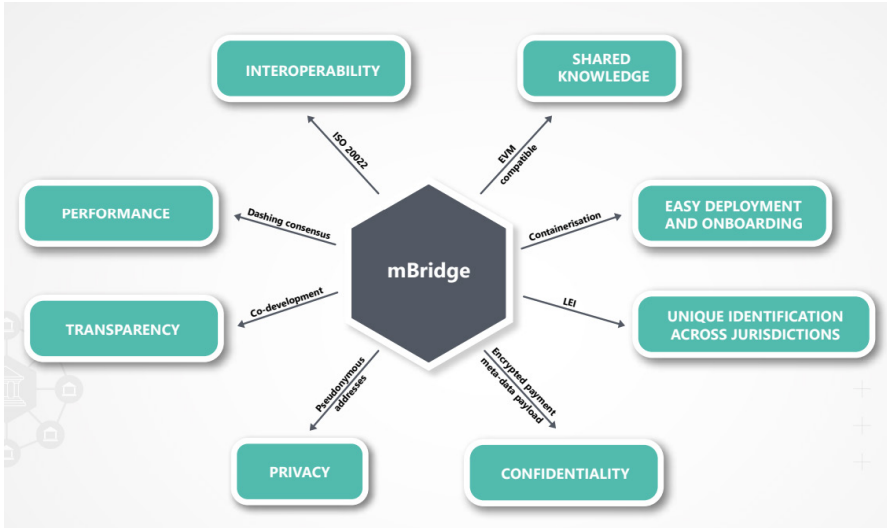 INTEROPERABILITY
SHARED
KNOWLEDGE
ISO 20022
EVM
compatible
PERFORMANCE
Dashing consensus
Containerisation
EASY DEPLOYMENT
AND ONBOARDING
mBridge
TRANSPARENCY
Co-development
LEI
UNIQUE IDENTIFICATION
ACROSS JURISDICTIONS
Pseudonymous
addresses
Encrypted payment
meta-data payload
PRIVACY
CONFIDENTIALITY